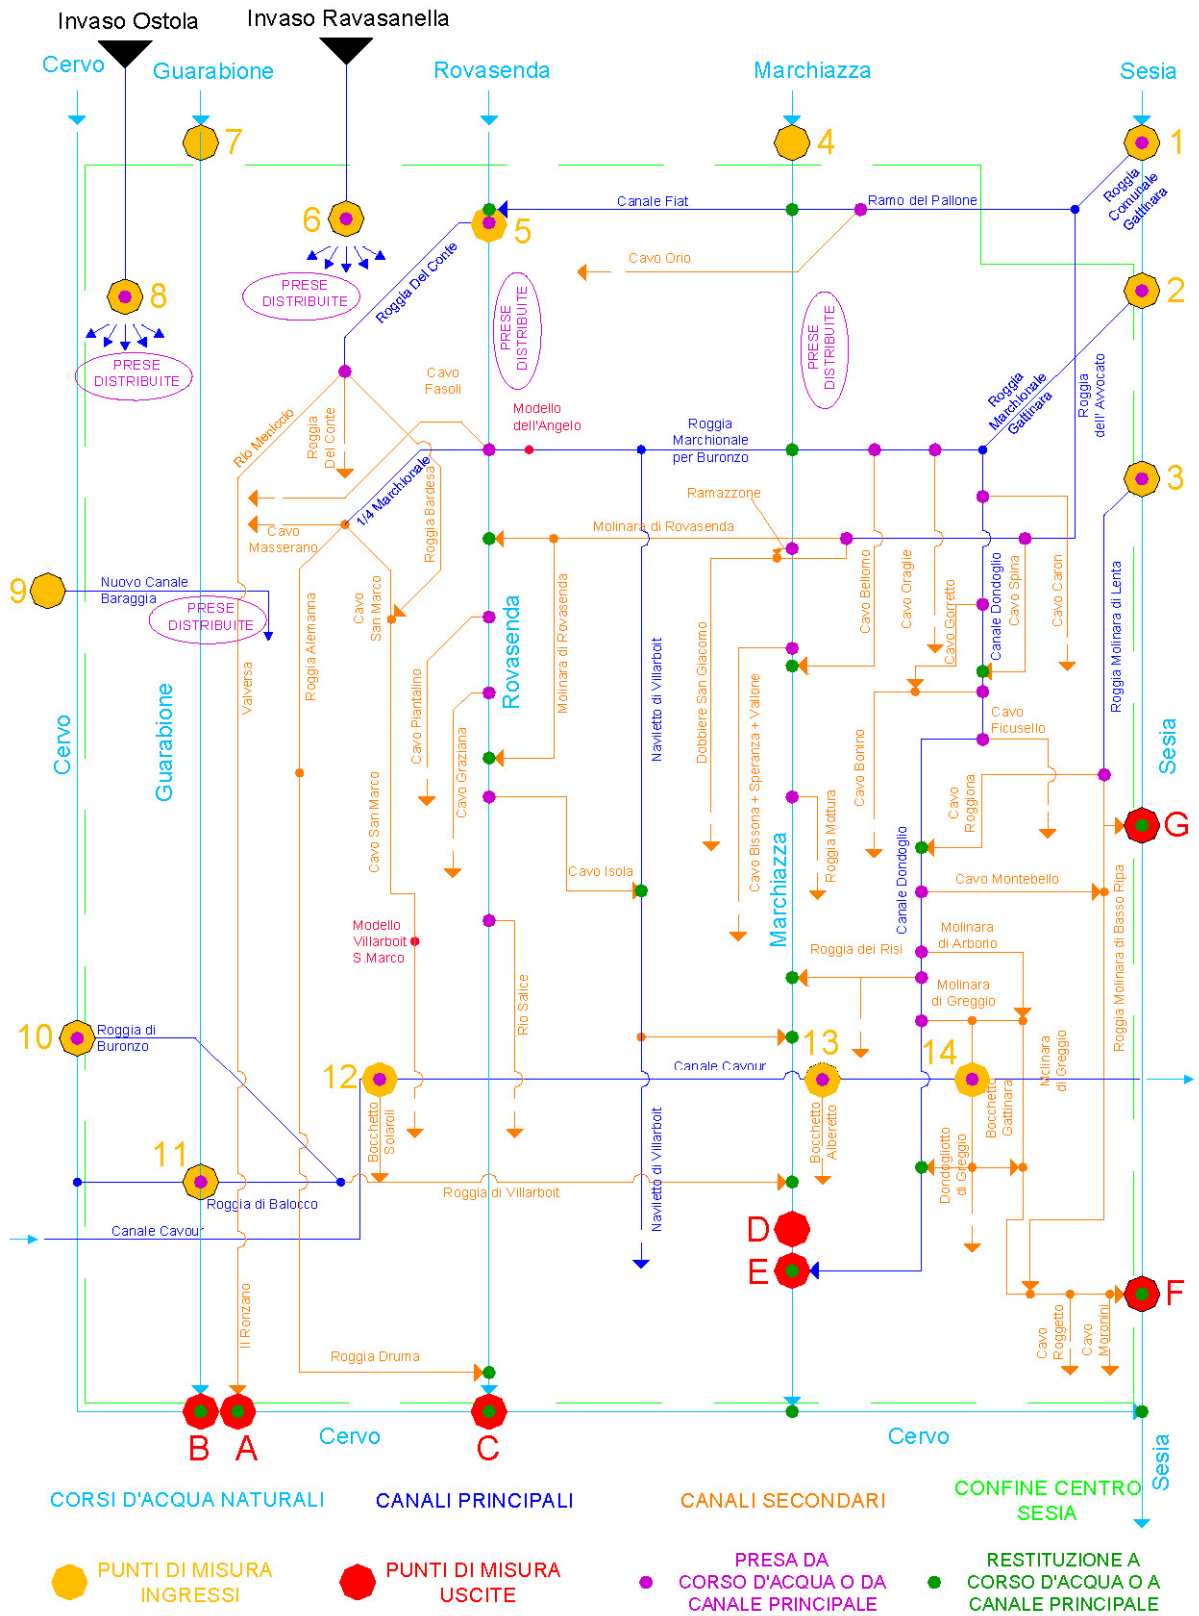 Invaso Ostola
Invaso Ravasanella
Cervo
Guarabione
Rovasenda
Marchiazza
Sesia
7
4
1
Roggia
Comunale
Gattinara
6
5
Canale Fiat
Ramo del Pallone
Cavo Orio
8
2
PRESE
DISTRIBUITE
Roggia Del Conte
PRESE
DISTRIBUITE
PRESE
DISTRIBUITE
PRESE
DISTRIBUITE
Roggia
dell' Avvocato
Roggia
Marchionale
Gattinara
Cavo
Fasoli
Rio Meniccio
Roggia
Del Conte
Modello
dell'Angelo
Roggia
Marchionale
per Buronzo
3
1/4 Marchionale
Roggia Bardesa
Ramazzone
Molinara di Rovasenda
Cavo
Masserano
9
Nuovo Canale
Baraggia
PRESE
DISTRIBUITE
Cavo
San Marco
Roggia Alemanna
Valversa
Rovasenda
Molinara di Rovasenda
Naviletto di Villarboit
Dobbiere San Giacomo
Cavo Bissona + Speranza + Valone
Cavo Bellomo
Cavo Oraglie
Cavo Gorretto
Canale Dondoglio
Cavo Spina
Cavo Caron
Roggia Molinara di Lenta
Cervo
Guarabione
Cavo Piantalino
Cavo Graziana
Cavo San Marco
Cavo Bonino
Cavo
Ficusello
Sesia
Cavo
Roggiona
G
Roggia Mottura
Marchiazza
Canale Dondoglio
Cavo Isola
Cavo Montebello
Roggia Molinara di Basso Ripa
Modello
Villarboit
S.Marco
Roggia dei Risi
Molinara
di Arborio
Molinara
di Greggio
Rio Salice
10
Roggia di
Buronzo
12
Canale Cavour
13
14
Molinara
di Greggio
Bocchetto
Solaroli
Bocchetto
Alberetto
Bocchetto
Gattinara
11
Roggia di Balocco
Roggia di Villarboit
Naviletto di Villarboit
Dondogliotto
di Greggio
Canale Cavour
D
E
F
Il Ronzano
Roggia Druma
Cavo
Roggetto
Cavo
Moronini
B
A
Cervo
C
Cervo
Sesia
CORSI D'ACQUA NATURALI
CANALI PRINCIPALI
CANALI SECONDARI
CONFINE CENTRO
SESIA
PUNTI DI MISURA
INGRESSI
PUNTI DI MISURA
USCITE
PRESA DA
CORSO D'ACQUA O DA
CANALE PRINCIPALE
RESTITUZIONE A
CORSO D'ACQUA O A
CANALE PRINCIPALE